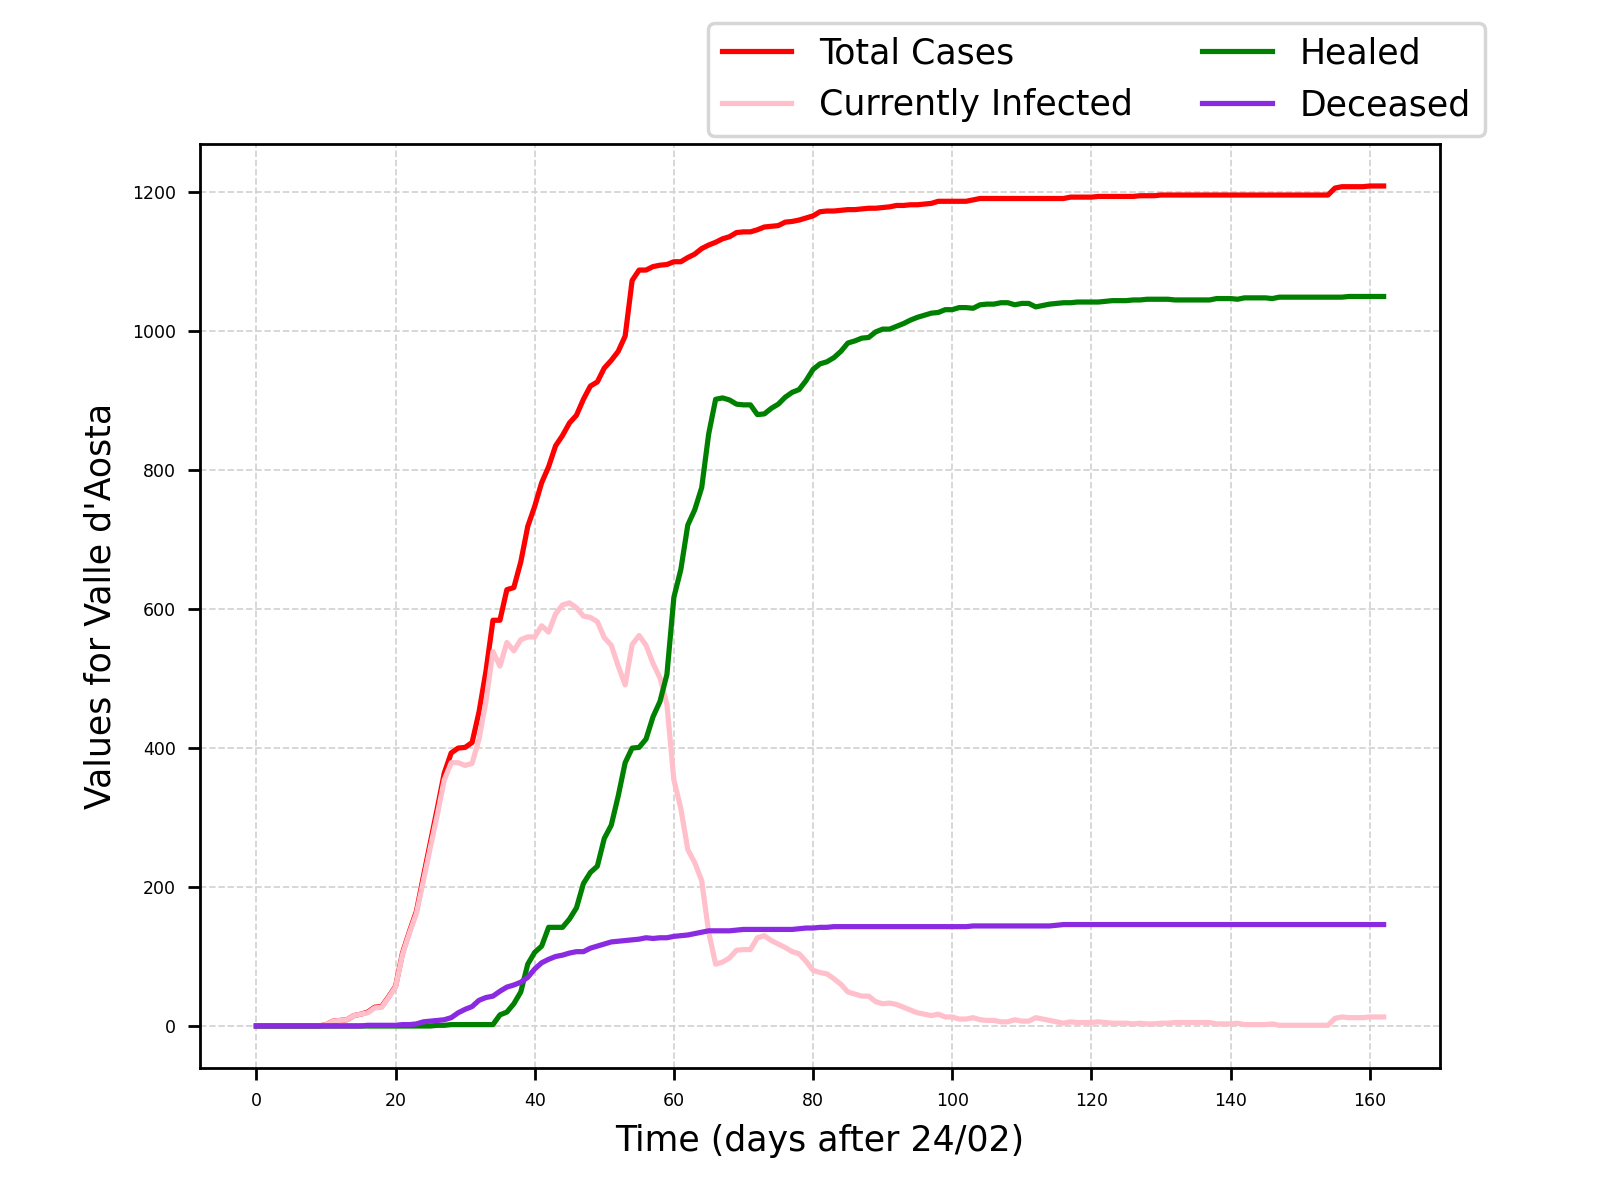 Total Cases
Currently Infected
Healed
Deceased
1200
1000
800
600
400
200
0
Values for Valle d'Aosta
0 20 40 60 80 100 120 140 160
Time (days after 24/02)